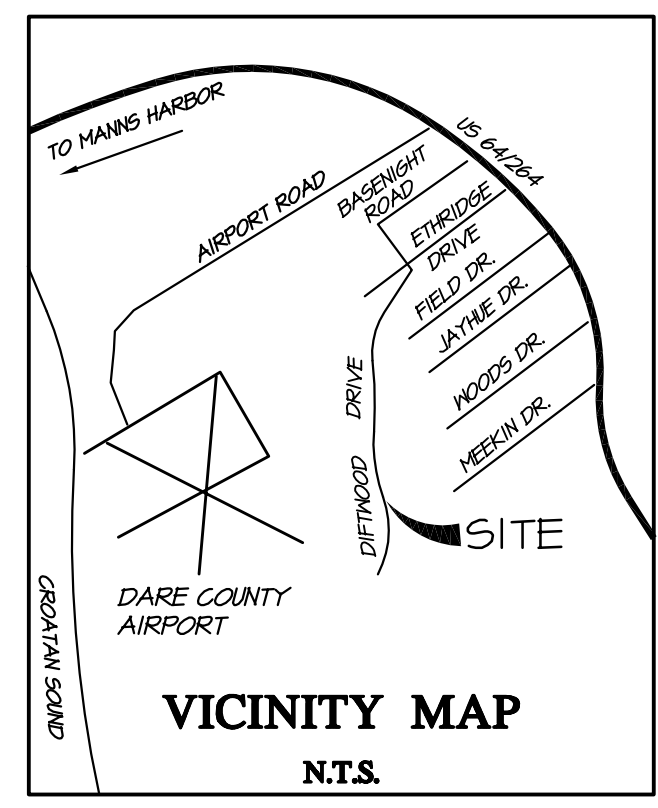 TO MANNS HARBOR
US 64/264
AIRPORT ROAD
BASENIGHT
ROAD
ETHRIDGE
DRIVE
FIELD DR.
JAYHUE DR.
WOODS DR.
MEEKIN DR.
DIFTWOOD DRIVE
SITE
DARE COUNTY
AIRPORT
CROATAN SOUND
VICINITY MAP
N.T.S.